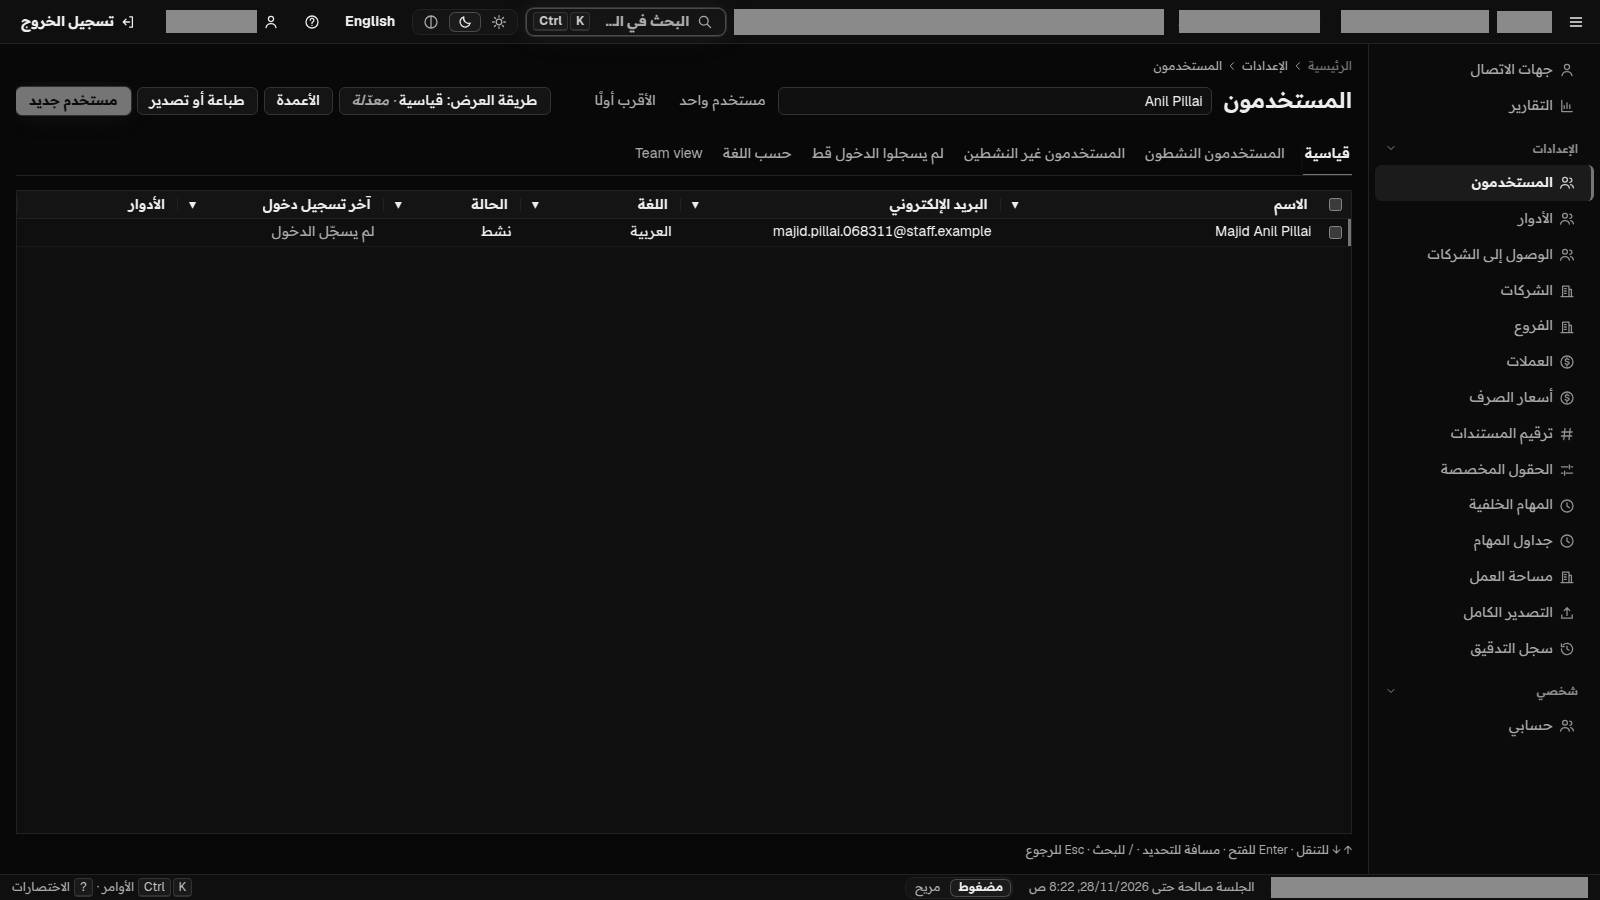 البحث في الـ... Ctrl K
English
تسجيل الخروج
جهات الاتصال
التقارير
الإعدادات
المستخدمون
الأدوار
الوصول إلى الشركات
الشركات
الفروع
العملات
أسعار الصرف
ترقيم المستندات
الحقول المخصصة
المهام الخلفية
جداول المهام
مساحة العمل
التصدير الكامل
سجل التدقيق
شخصي
حسابي
الرئيسية › الإعدادات › المستخدمون
المستخدمون Anil Pillai مستخدم واحد الأقرب أولًا طريقة العرض: قياسية · معدّلة الأعمدة طباعة أو تصدير مستخدم جديد
قياسية المستخدمون النشطون المستخدمون غير النشطين لم يسجلوا الدخول قط حسب اللغة Team view
الاسم ▼ البريد الإلكتروني ▼ اللغة ▼ الحالة ▼ آخر تسجيل دخول ▼ الأدوار
Majid Anil Pillai majid.pillai.068311@staff.example العربية نشط لم يسجّل الدخول
↑↓ للتنقل · Enter للفتح · مسافة للتحديد · / للبحث · Esc للرجوع
الجلسة صالحة حتى 28/11/2026, 8:22 ص مضغوط مريح
Ctrl K الأوامر · ? الاختصارات